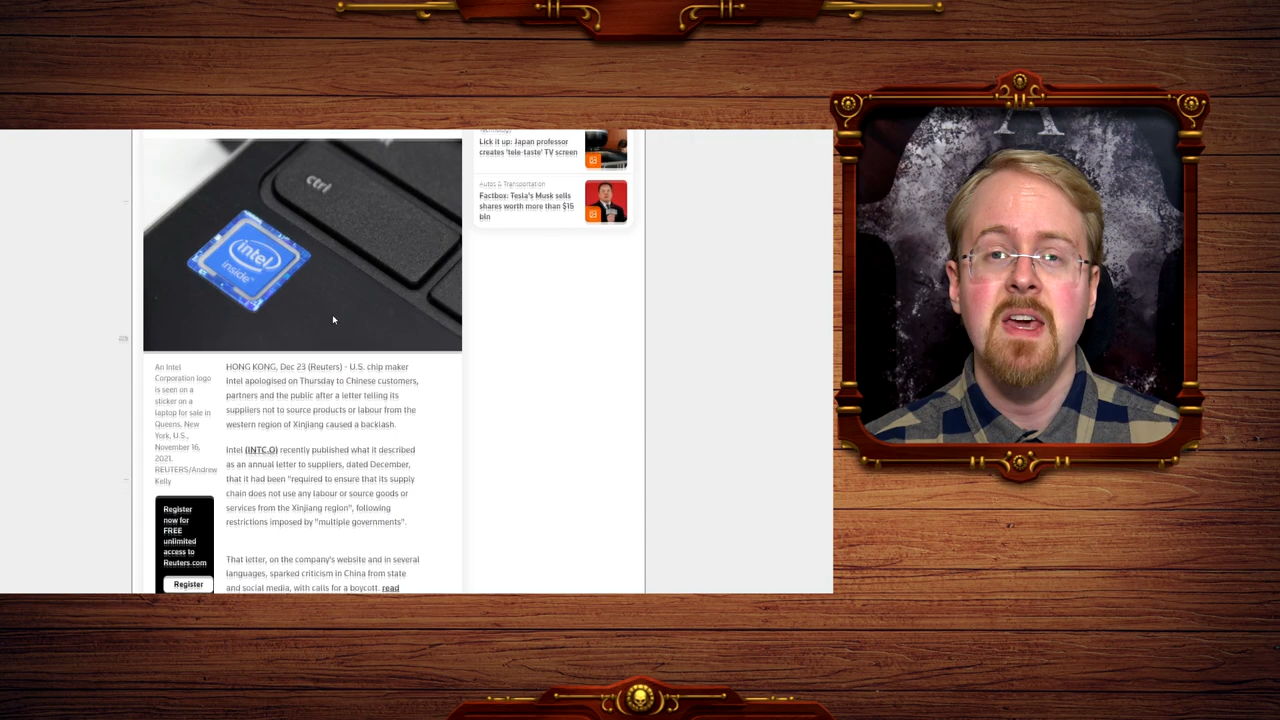 A
ctrl
intel
inside
Lick it up: Japan professor
creates 'tele-taste' TV screen
Autos & Transportation
Factbox: Tesla's Musk sells
shares worth more than $15
bln
An Intel
Corporation logo
is seen on a
sticker on a
laptop for sale in
Queens, New
York, U.S.,
November 16,
2021.
REUTERS/Andrew
Kelly
Register
now for
FREE
unlimited
access to
Reuters.com
Register
HONG KONG, Dec 23 (Reuters) - U.S. chip maker
Intel apologised on Thursday to Chinese customers,
partners and the public after a letter telling its
suppliers not to source products or labour from the
western region of Xinjiang caused a backlash.
Intel (INTC.O) recently published what it described
as an annual letter to suppliers, dated December,
that it had been "required to ensure that its supply
chain does not use any labour or source goods or
services from the Xinjiang region", following
restrictions imposed by "multiple governments".
That letter, on the company's website and in several
languages, sparked criticism in China from state
and social media, with calls for a boycott. read